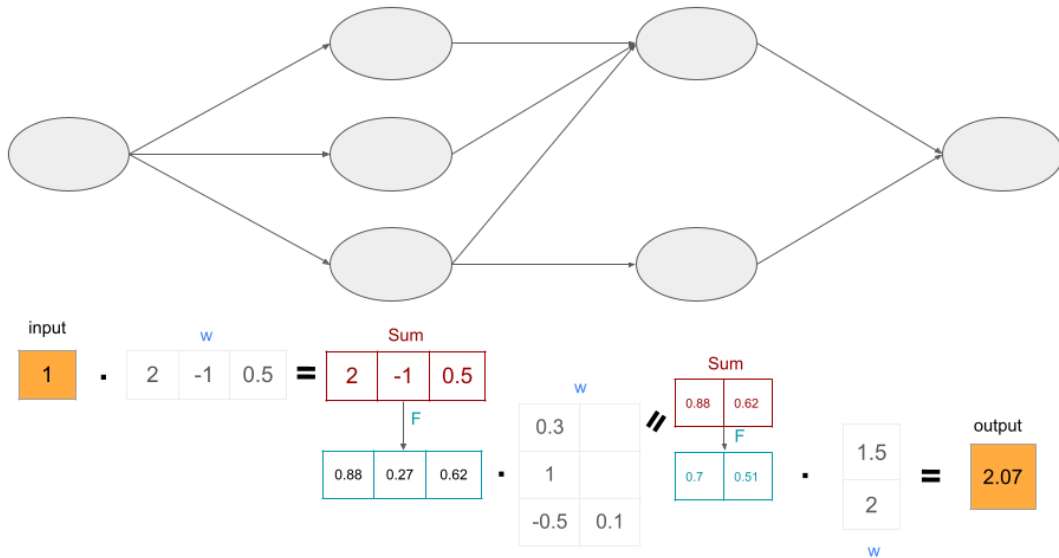 input
w
Sum
1 . 2 -1 0.5 = 2 -1 0.5
F
0.88 0.27 0.62 .
w
0.3
1
-0.5 0.1
=
Sum
0.88 0.62
F
0.7 0.51 .
1.5
2
w
=
output
2.07